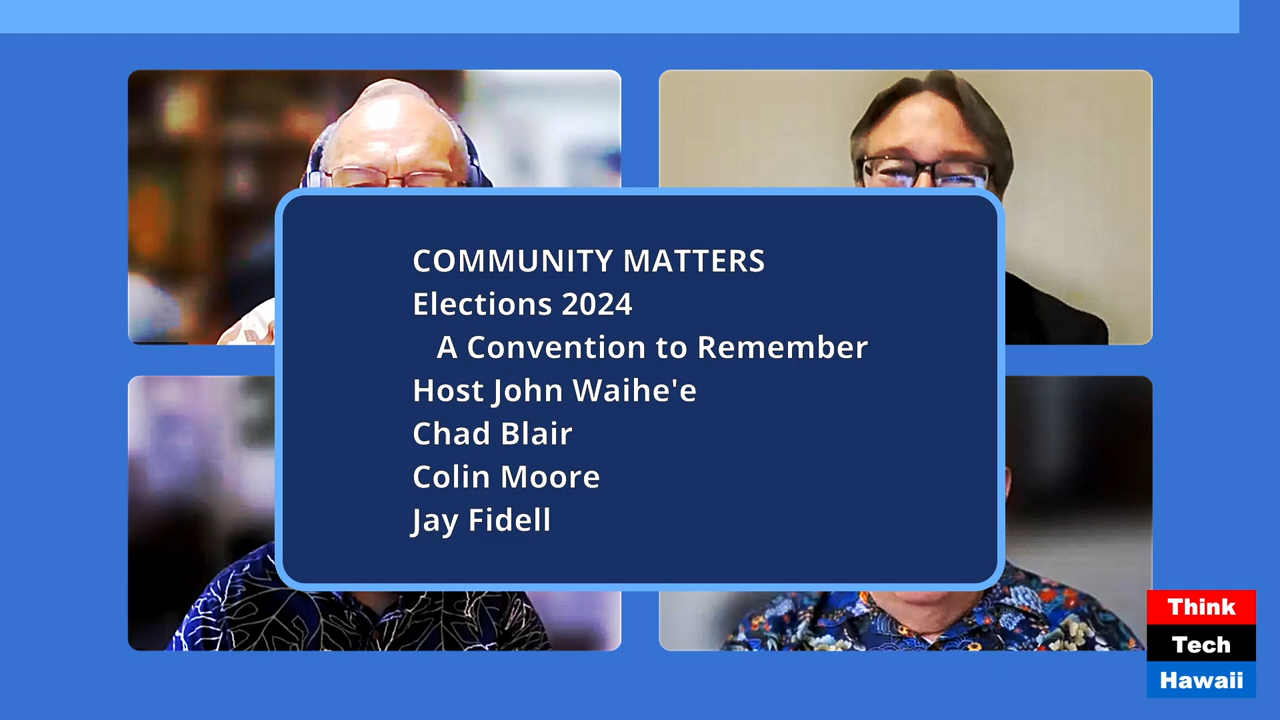 COMMUNITY MATTERS
Elections 2024
A Convention to Remember
Host John Waihe'e
Chad Blair
Colin Moore
Jay Fidell
Think
Tech
Hawaii